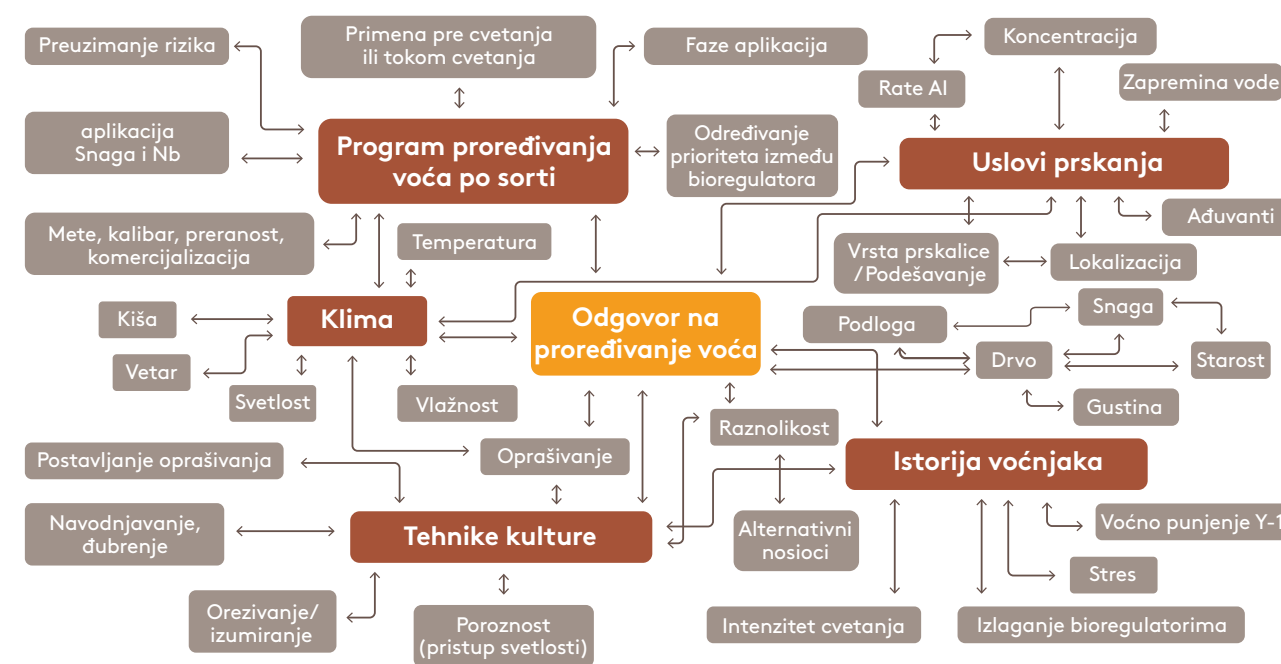 Preuzimanje rizika
Primena pre cvetanja
ili tokom cvetanja
Faze aplikacija
Koncentracija
Rate AI
Zapremina vode
aplikacija
Snaga i Nb
Program proređivanja
voća po sorti
Određivanje
prioriteta između
bioregulatora
Uslovi prskanja
Mete, kalibar, preranost,
komercijalizacija
Temperatura
Ađuvanti
Vrsta prskalice
/Podešavanje
Lokalizacija
Kiša
Klima
Odgovor na
proređivanje voća
Podloga
Snaga
Vetar
Drvo
Starost
Svetlost
Vlažnost
Gustina
Raznolikost
Postavljanje oprašivanja
Oprašivanje
Istorija voćnjaka
Navodnjavanje,
đubrenje
Tehnike kulture
Alternativni
nosioci
Voćno punjenje Y-1
Stres
Orezivanje/
izumiranje
Poroznost
(pristup svetlosti)
Intenzitet cvetanja
Izlaganje bioregulatorima